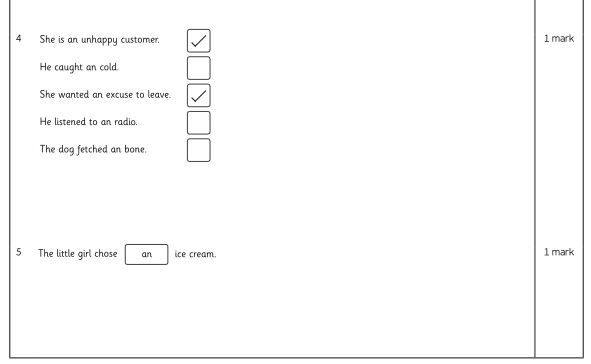 4 She is an unhappy customer. ✓ 1 mark
He caught an cold.
She wanted an excuse to leave. ✓
He listened to an radio.
The dog fetched an bone.
5 The little girl chose an ice cream. 1 mark